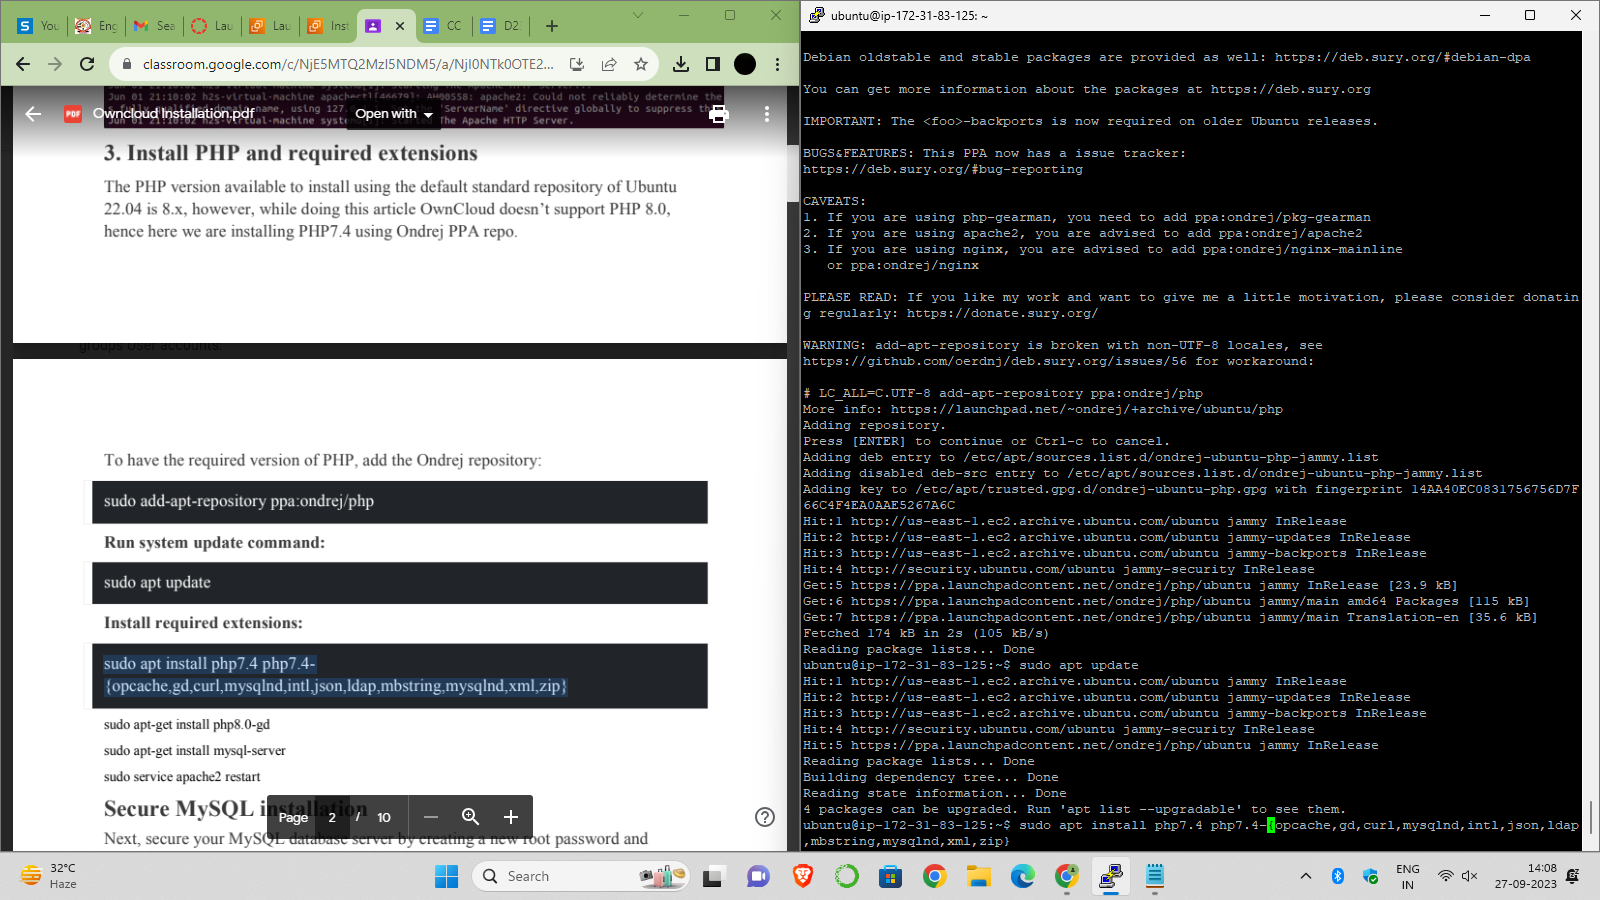 You
Eng
Sea
Lau
Lau
Inst
CC
D2
classroom.google.com/c/NjE5MTQ2MzI5NDM5/a/NjI0NTk0OTE2...
Owncloud Installation.pdf
Open with
3. Install PHP and required extensions
The PHP version available to install using the default standard repository of Ubuntu
22.04 is 8.x, however, while doing this article OwnCloud doesn’t support PHP 8.0,
hence here we are installing PHP7.4 using Ondrej PPA repo.
groups user accounts.
To have the required version of PHP, add the Ondrej repository:
sudo add-apt-repository ppa:ondrej/php
Run system update command:
sudo apt update
Install required extensions:
sudo apt install php7.4 php7.4-
{opcache,gd,curl,mysqlnd,intl,json,ldap,mbstring,mysqlnd,xml,zip}
sudo apt-get install php8.0-gd
sudo apt-get install mysql-server
sudo service apache2 restart
Secure MySQL installation
Next, secure your MySQL database server by creating a new root password and
Page 2 / 10
ubuntu@ip-172-31-83-125: ~
Debian oldstable and stable packages are provided as well: https://deb.sury.org/#debian-dpa
You can get more information about the packages at https://deb.sury.org
IMPORTANT: The <foo>-backports is now required on older Ubuntu releases.
BUGS&FEATURES: This PPA now has a issue tracker:
https://deb.sury.org/#bug-reporting
CAVEATS:
1. If you are using php-gearman, you need to add ppa:ondrej/pkg-gearman
2. If you are using apache2, you are advised to add ppa:ondrej/apache2
3. If you are using nginx, you are advised to add ppa:ondrej/nginx-mainline
or ppa:ondrej/nginx
PLEASE READ: If you like my work and want to give me a little motivation, please consider donatin
g regularly: https://donate.sury.org/
WARNING: add-apt-repository is broken with non-UTF-8 locales, see
https://github.com/oerdnj/deb.sury.org/issues/56 for workaround:
# LC_ALL=C.UTF-8 add-apt-repository ppa:ondrej/php
More info: https://launchpad.net/~ondrej/+archive/ubuntu/php
Adding repository.
Press [ENTER] to continue or Ctrl-c to cancel.
Adding deb entry to /etc/apt/sources.list.d/ondrej-ubuntu-php-jammy.list
Adding disabled deb-src entry to /etc/apt/sources.list.d/ondrej-ubuntu-php-jammy.list
Adding key to /etc/apt/trusted.gpg.d/ondrej-ubuntu-php.gpg with fingerprint 14AA40EC0831756756D7F
66C4F4EA0AAE5267A6C
Hit:1 http://us-east-1.ec2.archive.ubuntu.com/ubuntu jammy InRelease
Hit:2 http://us-east-1.ec2.archive.ubuntu.com/ubuntu jammy-updates InRelease
Hit:3 http://us-east-1.ec2.archive.ubuntu.com/ubuntu jammy-backports InRelease
Hit:4 http://security.ubuntu.com/ubuntu jammy-security InRelease
Get:5 https://ppa.launchpadcontent.net/ondrej/php/ubuntu jammy InRelease [23.9 kB]
Get:6 https://ppa.launchpadcontent.net/ondrej/php/ubuntu jammy/main amd64 Packages [115 kB]
Get:7 https://ppa.launchpadcontent.net/ondrej/php/ubuntu jammy/main Translation-en [35.6 kB]
Fetched 174 kB in 2s (105 kB/s)
Reading package lists... Done
ubuntu@ip-172-31-83-125:~$ sudo apt update
Hit:1 http://us-east-1.ec2.archive.ubuntu.com/ubuntu jammy InRelease
Hit:2 http://us-east-1.ec2.archive.ubuntu.com/ubuntu jammy-updates InRelease
Hit:3 http://us-east-1.ec2.archive.ubuntu.com/ubuntu jammy-backports InRelease
Hit:4 http://security.ubuntu.com/ubuntu jammy-security InRelease
Hit:5 https://ppa.launchpadcontent.net/ondrej/php/ubuntu jammy InRelease
Reading package lists... Done
Building dependency tree... Done
Reading state information... Done
4 packages can be upgraded. Run 'apt list --upgradable' to see them.
ubuntu@ip-172-31-83-125:~$ sudo apt install php7.4 php7.4-{opcache,gd,curl,mysqlnd,intl,json,ldap
,mbstring,mysqlnd,xml,zip}
32°C
Haze
Search
ENG
IN
14:08
27-09-2023